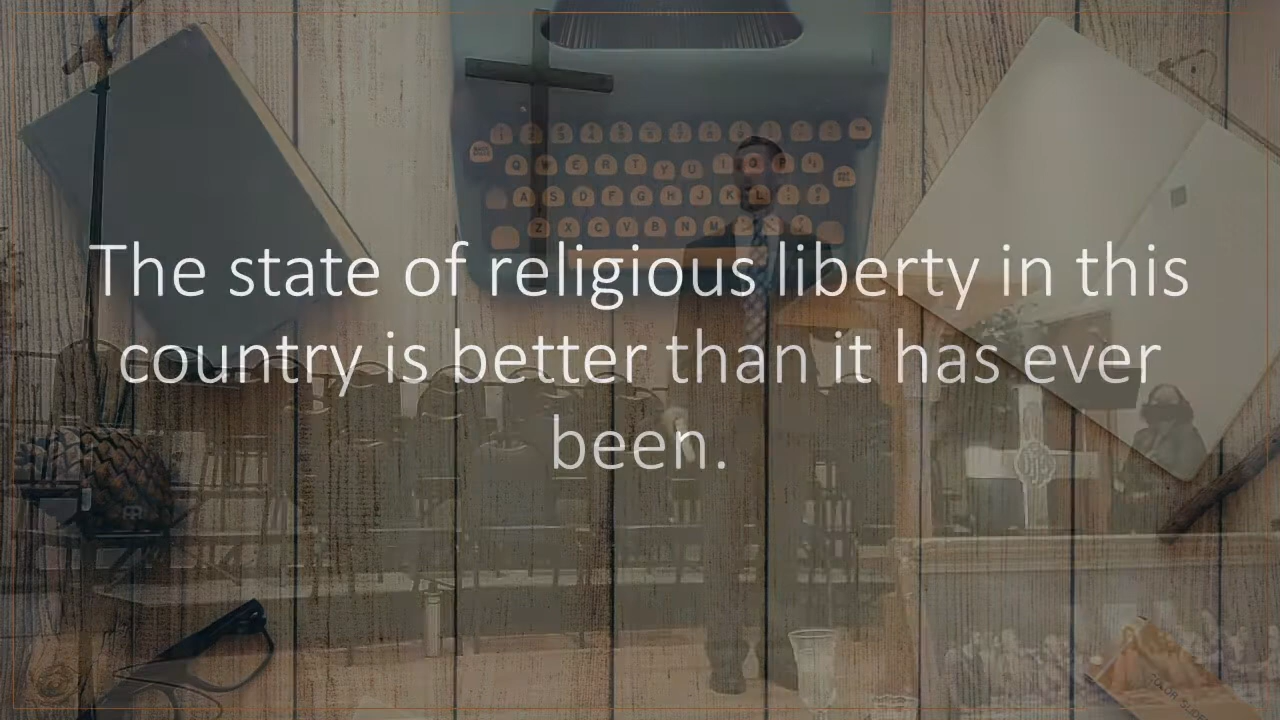 The state of religious liberty in this
country is better than it has ever
been.
Q W E R T Y U I O P
A S D F G H J K L
Z X C V B N M